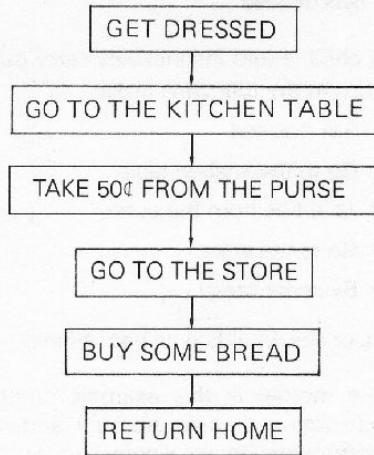 GET DRESSED
GO TO THE KITCHEN TABLE
TAKE 50¢ FROM THE PURSE
GO TO THE STORE
BUY SOME BREAD
RETURN HOME